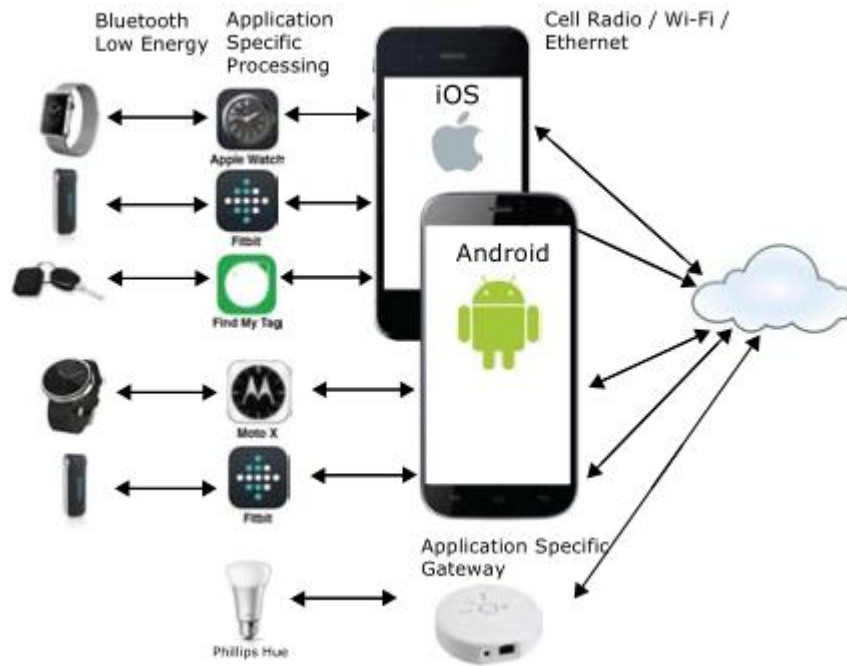 Bluetooth
Low Energy
Application
Specific
Processing
Cell Radio / Wi-Fi /
Ethernet
iOS
Apple Watch
Fitbit
Android
Find My Tag
Moto X
Fitbit
Application Specific
Gateway
Phillips Hue